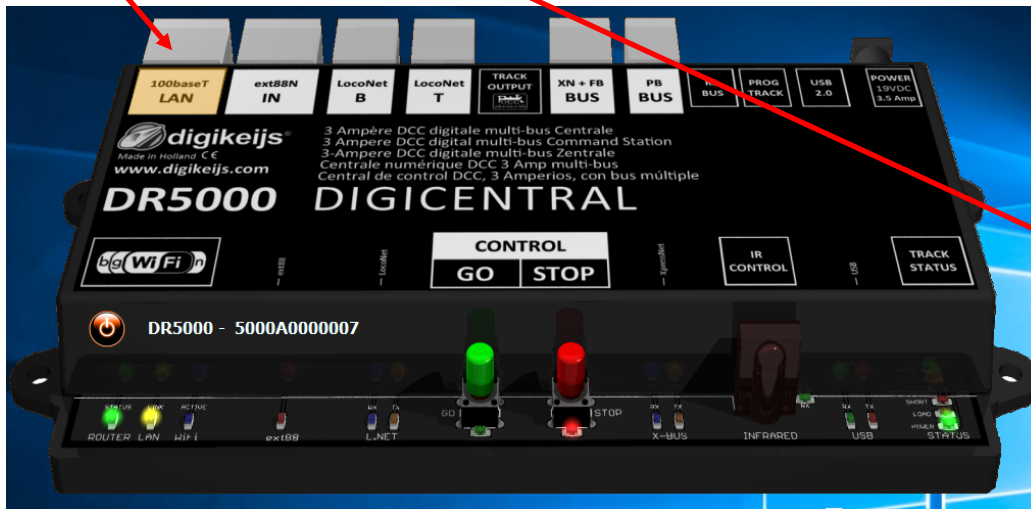 100baseT
LAN
ext88N
IN
LocoNet
B
LocoNet
T
TRACK
OUTPUT
XN + FB
BUS
PB
BUS
BUS
PROG
TRACK
USB
2.0
POWER
19VDC
3.5 Amp
digikeijs®
Made in Holland CE
www.digikeijs.com
3 Ampère DCC digitale multi-bus Centrale
3 Ampere DCC digital multi-bus Command Station
3-Ampere DCC digitale multi-bus Zentrale
Centrale numérique DCC 3 Amp multi-bus
Central de control DCC, 3 Amperios, con bus múltiple
DR5000 DIGICENTRAL
b g WiFi n
ext88
LocoNet
CONTROL
GO STOP
XpressNet
IR
CONTROL
USB
TRACK
STATUS
DR5000 - 5000A0000007
STATUS LINK ACTIVE
ROUTER LAN WiFi
ext88
RX TX
L.NET
GO
STOP
RX TX
X-BUS
INFRARED
RX
RX TX
USB
SHORT
LOAD
POWER
STATUS